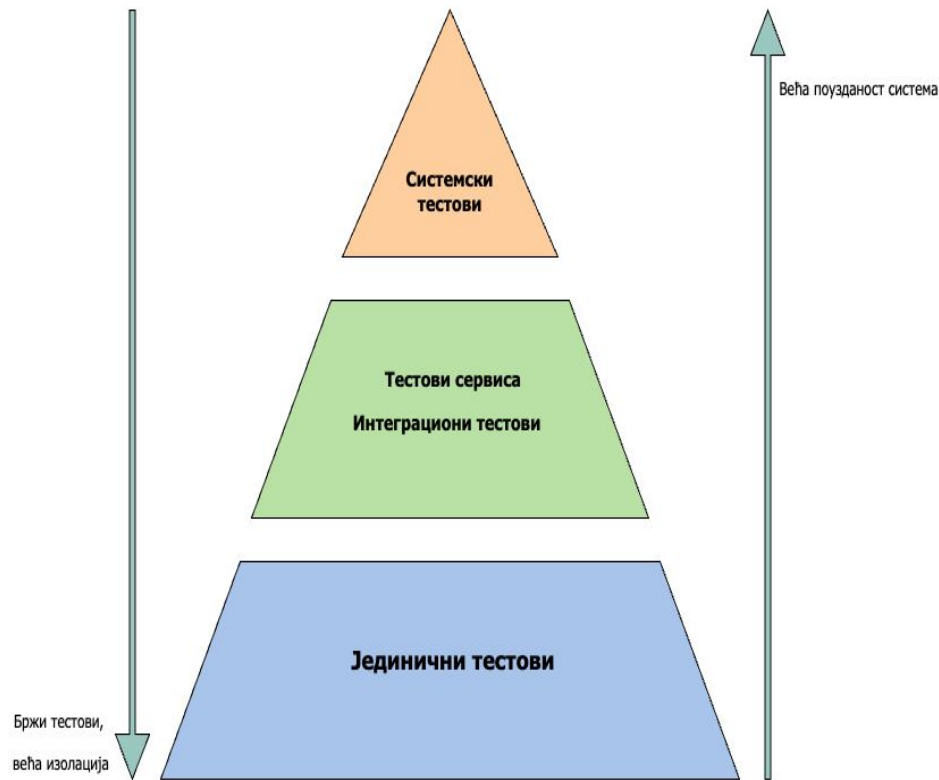 Већа поузданост система
Системски
тестови
Тестови сервиса
Интеграциони тестови
Јединични тестови
Бржи тестови,
већа изолација